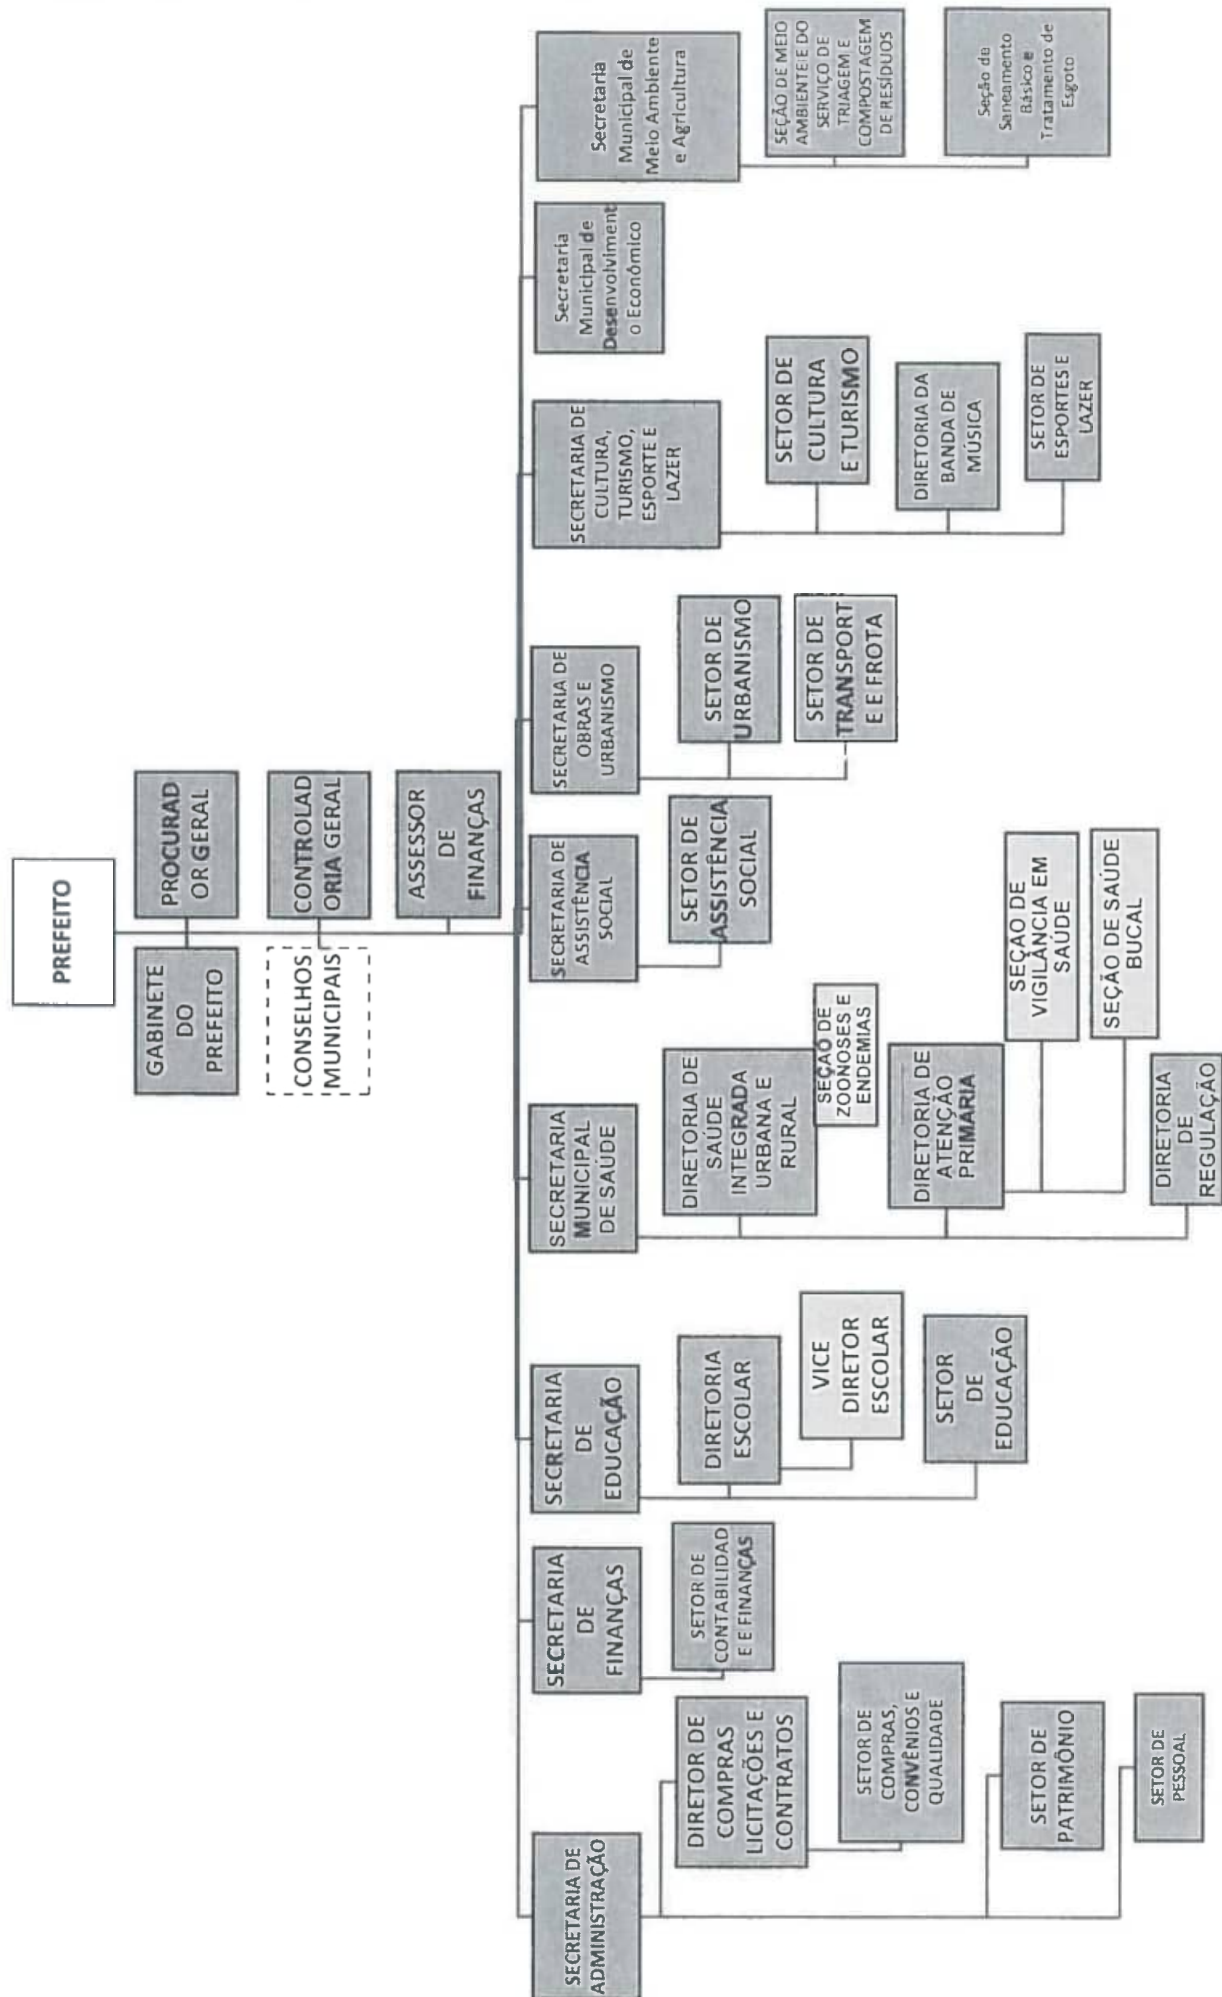 PREFEITO
GABINETE
DO
PREFEITO
PROCURAD
OR GERAL
CONSELHOS
MUNICIPAIS
CONTROLAD
ORIA GERAL
ASSESSOR
DE
FINANÇAS
SECRETARIA DE
ADMINISTRAÇÃO
DIRETOR DE
COMPRAS
LICITAÇÕES E
CONTRATOS
SETOR DE
COMPRAS,
CONVÊNIOS E
QUALIDADE
SETOR DE
PATRIMÔNIO
SETOR DE
PESSOAL
SECRETARIA
DE
FINANÇAS
SETOR DE
CONTABILIDAD
E E FINANÇAS
SECRETARIA
DE
EDUCAÇÃO
DIRETORIA
ESCOLAR
VICE
DIRETOR
ESCOLAR
SETOR
DE
EDUCAÇÃO
SECRETARIA
MUNICIPAL
DE SAÚDE
DIRETORIA DE
SAÚDE
INTEGRADA
URBANA E
RURAL
SEÇÃO DE
ZOONOSES E
ENDEMIAS
DIRETORIA DE
ATENÇÃO
PRIMÁRIA
SEÇÃO DE
VIGILÂNCIA EM
SAÚDE
SEÇÃO DE SAÚDE
BUCAL
DIRETORIA
DE
REGULAÇÃO
SECRETARIA DE
ASSISTÊNCIA
SOCIAL
SETOR DE
ASSISTÊNCIA
SOCIAL
SECRETARIA DE
OBRAS E
URBANISMO
SETOR DE
URBANISMO
SETOR DE
TRANSPORT
E E FROTA
SECRETARIA DE
CULTURA,
TURISMO,
ESPORTE E
LAZER
SETOR DE
CULTURA
E TURISMO
DIRETORIA DA
BANDA DE
MÚSICA
SETOR DE
ESPORTES E
LAZER
Secretaria
Municipal de
Desenvolviment
o Econômico
Secretaria
Municipal de
Meio Ambiente
e Agricultura
SEÇÃO DE MEIO
AMBIENTE E DO
SERVIÇO DE
TRIAGEM E
COMPOSTAGEM
DE RESÍDUOS
Seção de
Saneamento
Básico e
Tratamento de
Esgoto